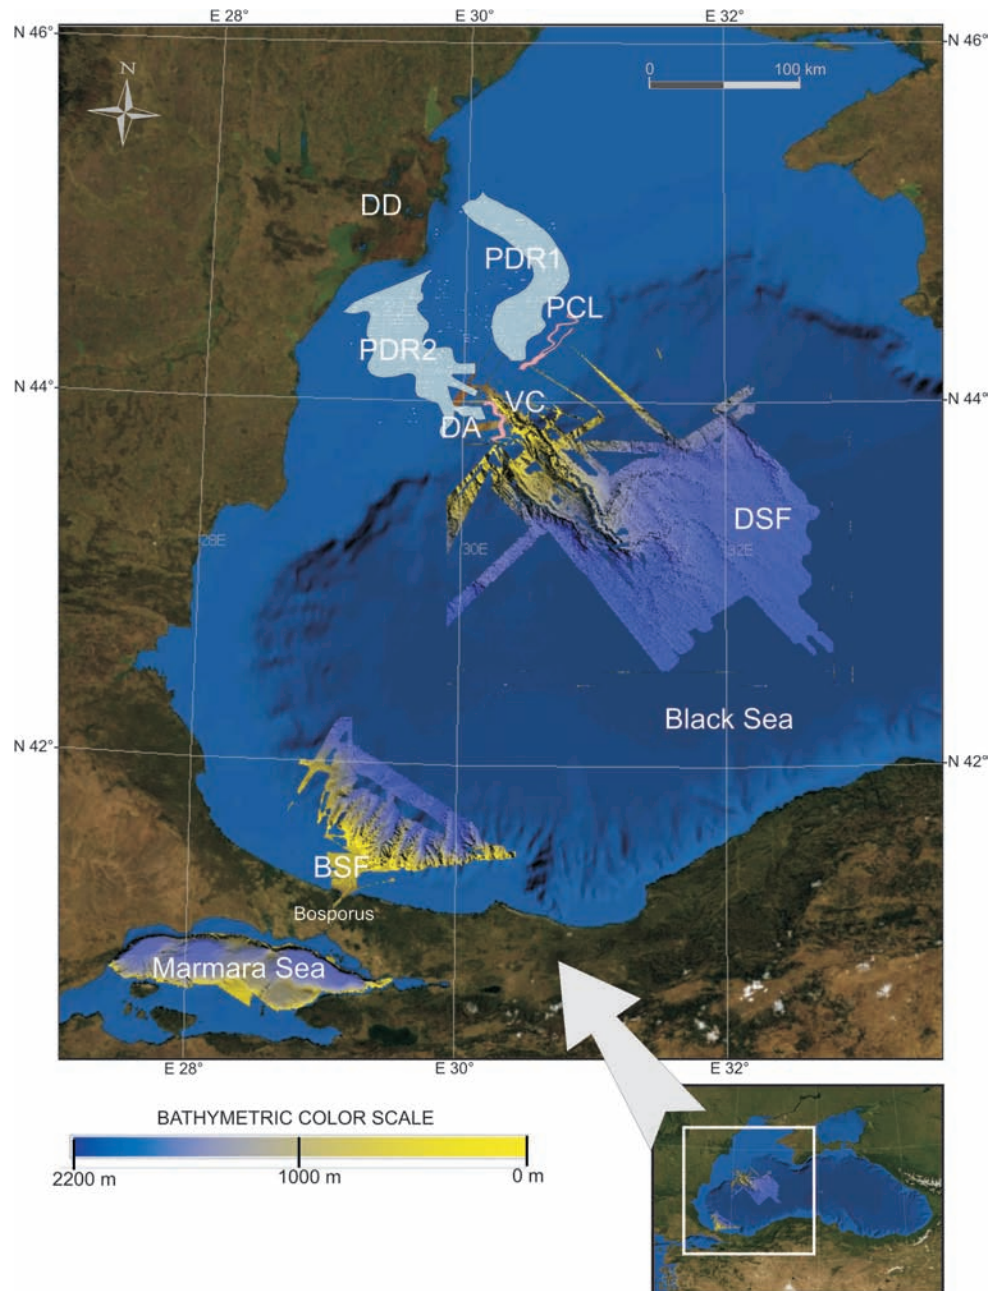 E 28° E 30° E 32°
N 46° N 46°
N
0 100 km
DD
PDR1
PCL
PDR2
N 44° N 44°
VC
DA
DSF
28E 30E 32E
Black Sea
N 42° N 42°
BSF
Bosporus
Marmara Sea
E 28° E 30° E 32°
BATHYMETRIC COLOR SCALE
2200 m 1000 m 0 m